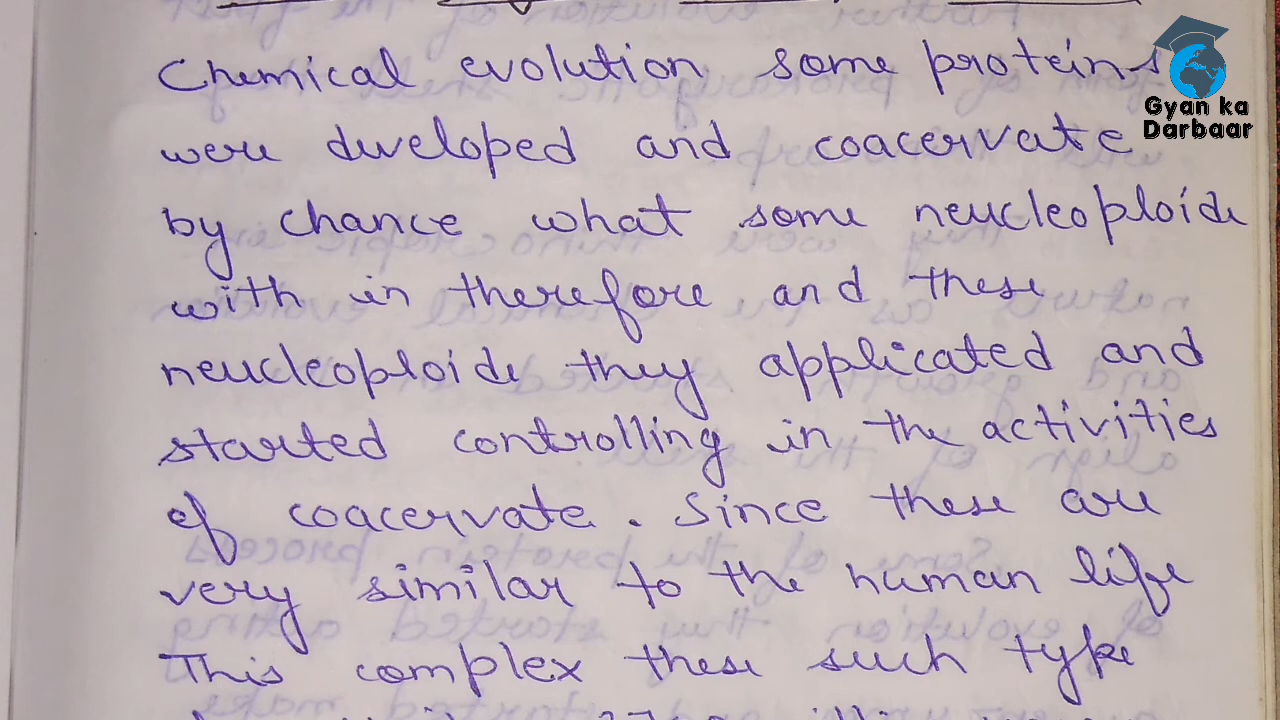 Chemical evolution some proteins
were dveloped and coacervate
by chance what some neucleoploide
with in therefore and these
neucleoploide they applicated and
started controlling in the activities
of coacervate. Since these are
very similar to the human life
This complex these such type
Gyan ka
Darbaar